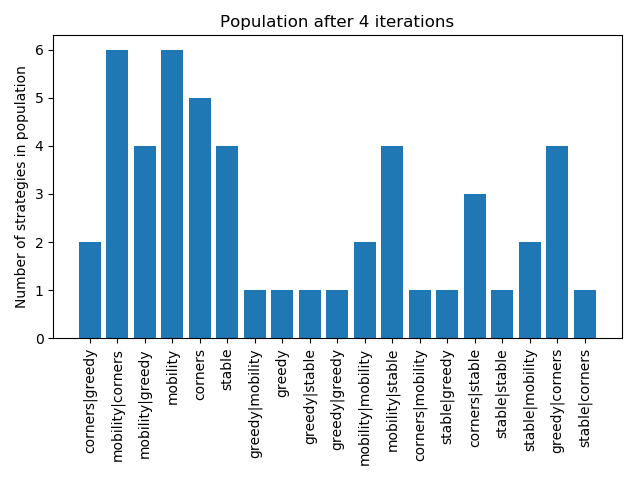 Population after 4 iterations
Number of strategies in population
6
5
4
3
2
1
0
corners|greedy
mobility|corners
mobility|greedy
mobility
corners
stable
greedy|mobility
greedy
greedy|stable
greedy|greedy
mobility|mobility
mobility|stable
corners|mobility
stable|greedy
corners|stable
stable|stable
stable|mobility
greedy|corners
stable|corners